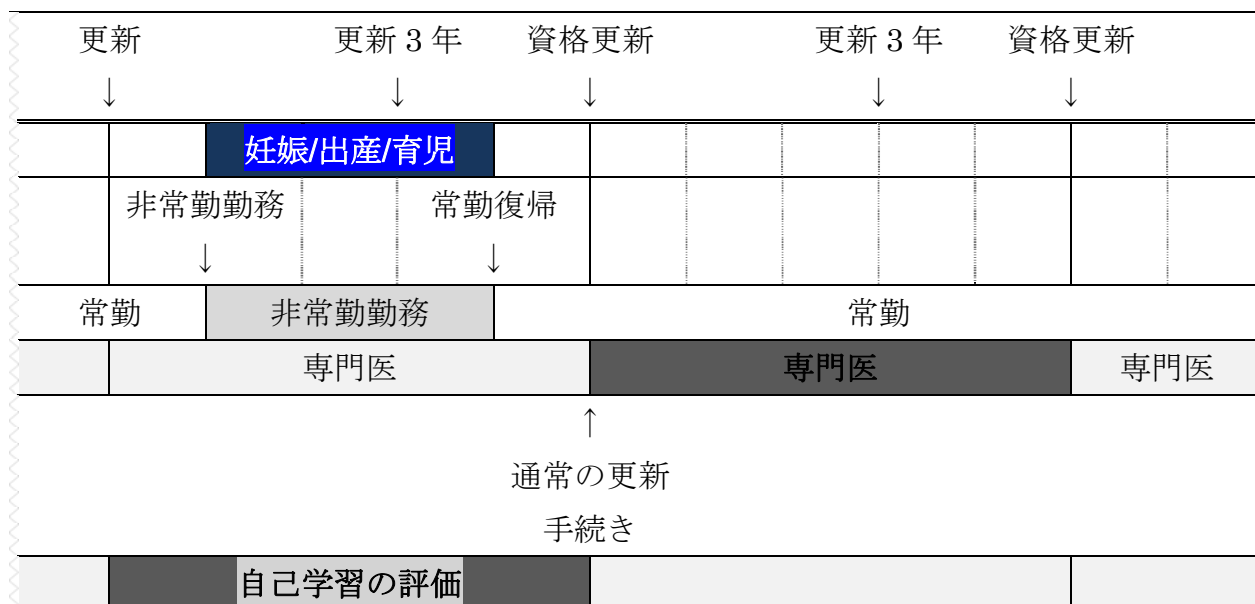 更新 更新3年 資格更新 更新3年 資格更新
↓ ↓ ↓ ↓ ↓
妊娠/出産/育児
非常勤勤務 常勤復帰
↓ ↓
常勤 非常勤勤務 常勤
専門医 専門医 専門医
↑
通常の更新
手続き
自己学習の評価